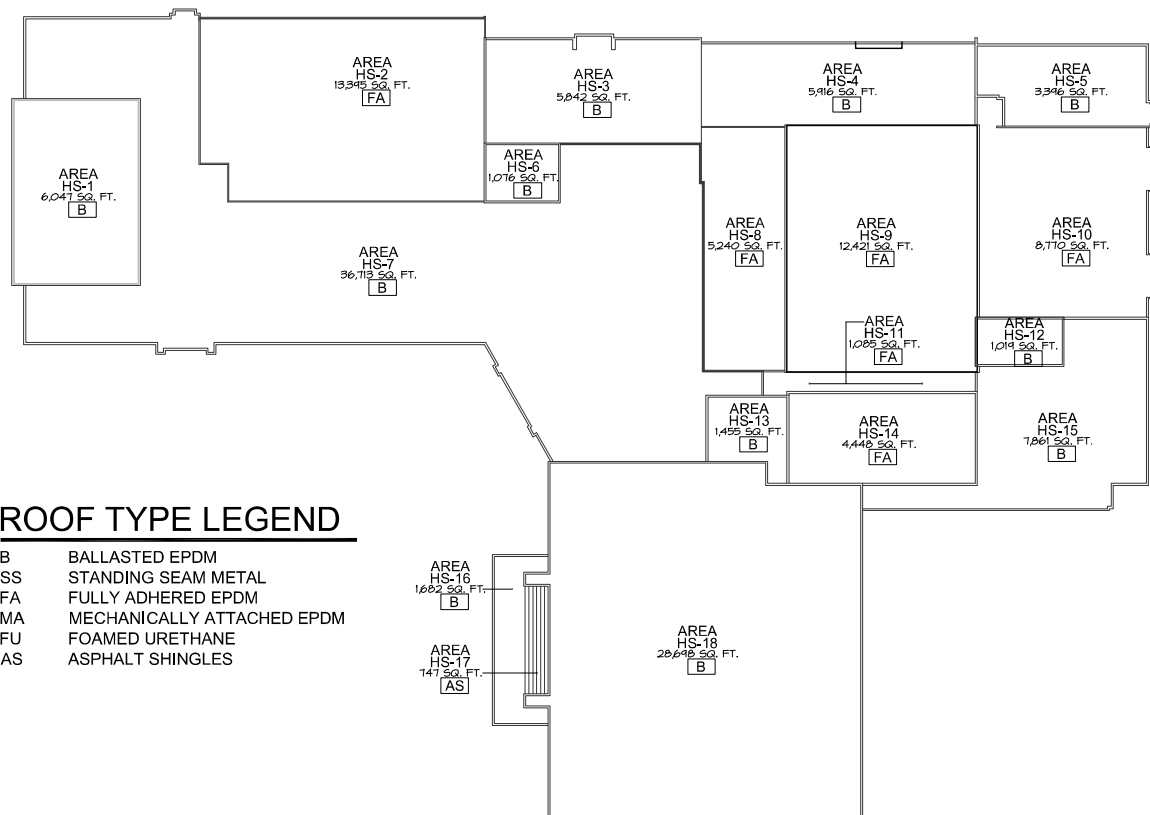 AREA
HS-1
6,047 SQ. FT.
B
AREA
HS-2
13,395 SQ. FT.
FA
AREA
HS-3
5,842 SQ. FT.
B
AREA
HS-4
5,916 SQ. FT.
B
AREA
HS-5
3,396 SQ. FT.
B
AREA
HS-6
1,076 SQ. FT.
B
AREA
HS-7
36,713 SQ. FT.
B
AREA
HS-8
5,240 SQ. FT.
FA
AREA
HS-9
12,421 SQ. FT.
FA
AREA
HS-10
8,770 SQ. FT.
FA
AREA
HS-11
1,085 SQ. FT.
FA
AREA
HS-12
1,019 SQ. FT.
B
AREA
HS-13
1,455 SQ. FT.
B
AREA
HS-14
4,448 SQ. FT.
FA
AREA
HS-15
7,861 SQ. FT.
B
AREA
HS-16
1,682 SQ. FT.
B
AREA
HS-17
747 SQ. FT.
AS
AREA
HS-18
28,698 SQ. FT.
B
ROOF TYPE LEGEND
B BALLASTED EPDM
SS STANDING SEAM METAL
FA FULLY ADHERED EPDM
MA MECHANICALLY ATTACHED EPDM
FU FOAMED URETHANE
AS ASPHALT SHINGLES